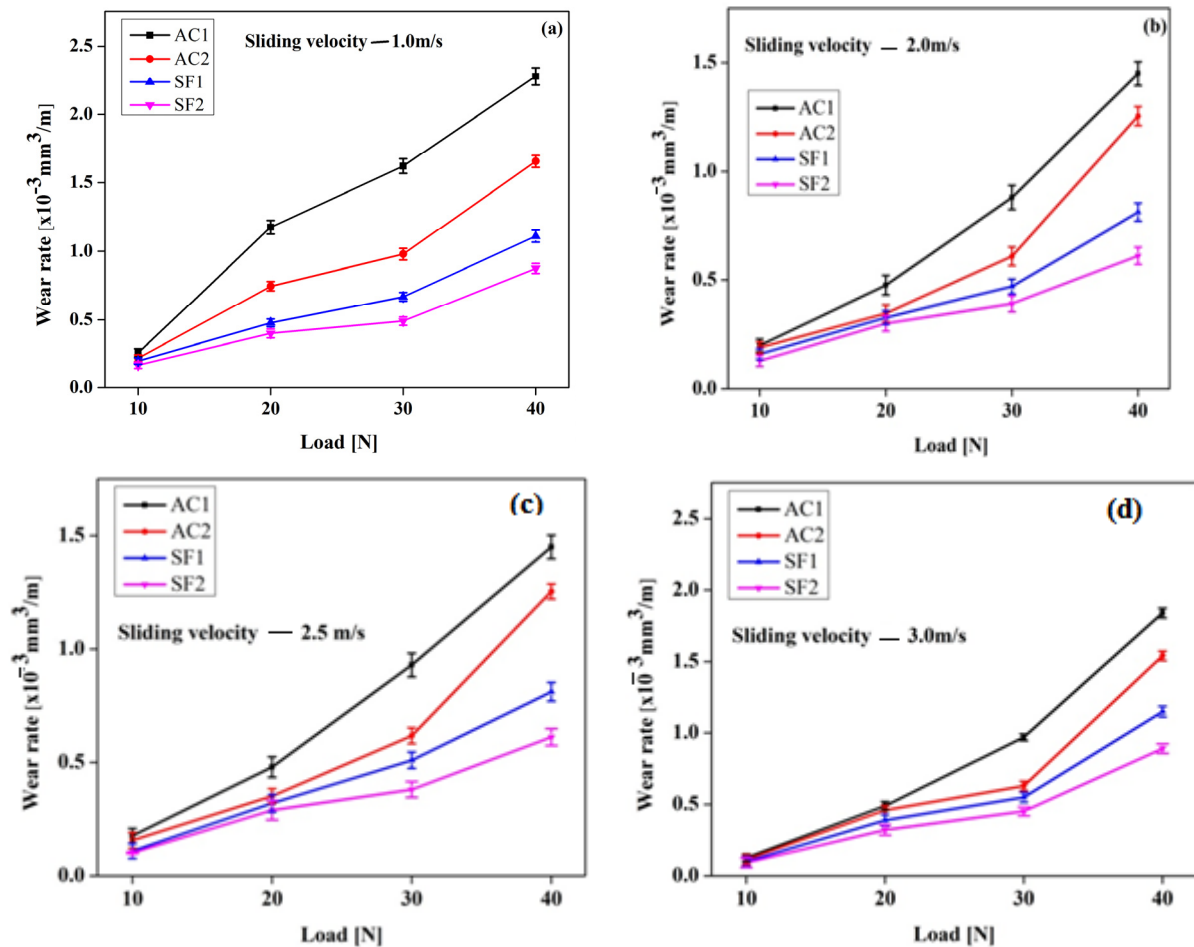 (a)
AC1
AC2
SF1
SF2
Sliding velocity — 1.0m/s
Wear rate [x10⁻³mm³/m]
2.5
2.0
1.5
1.0
0.5
0.0
10 20 30 40
Load [N]
(b)
Sliding velocity — 2.0m/s
AC1
AC2
SF1
SF2
Wear rate [x10⁻³mm³/m]
1.5
1.0
0.5
0.0
10 20 30 40
Load [N]
(c)
AC1
AC2
SF1
SF2
Sliding velocity — 2.5 m/s
Wear rate [x10⁻³mm³/m]
1.5
1.0
0.5
0.0
10 20 30 40
Load [N]
(d)
AC1
AC2
SF1
SF2
Sliding velocity — 3.0m/s
Wear rate [x10⁻³mm³/m]
2.5
2.0
1.5
1.0
0.5
0.0
10 20 30 40
Load [N]